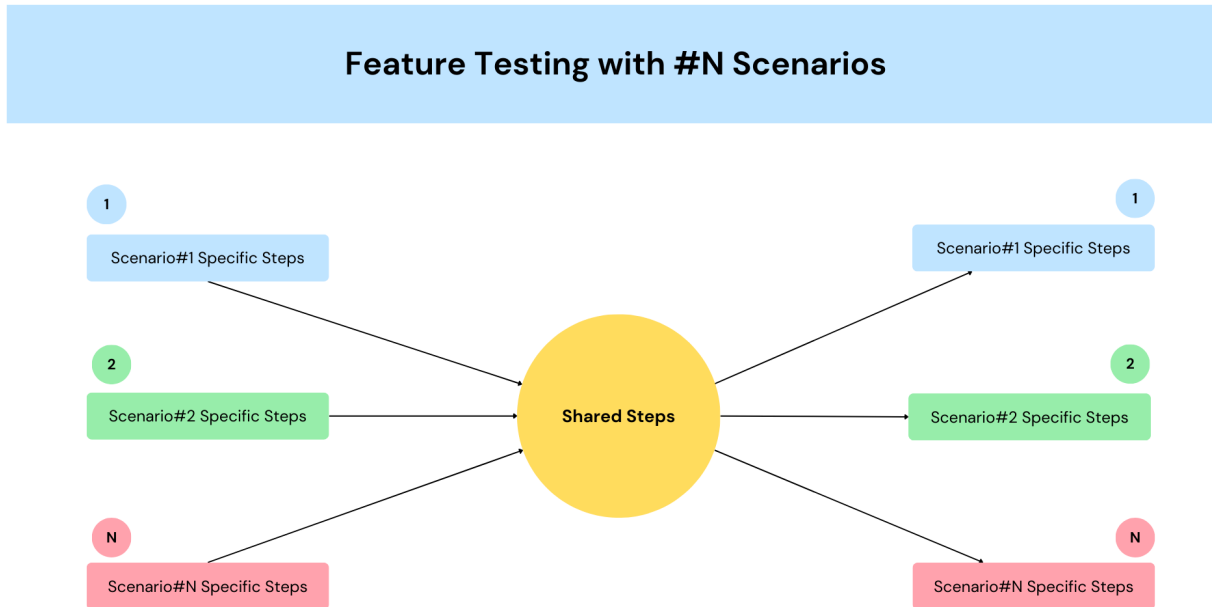 Feature Testing with #N Scenarios
1
1
Scenario#1 Specific Steps
Scenario#1 Specific Steps
2
2
Scenario#2 Specific Steps
Shared Steps
Scenario#2 Specific Steps
N
N
Scenario#N Specific Steps
Scenario#N Specific Steps